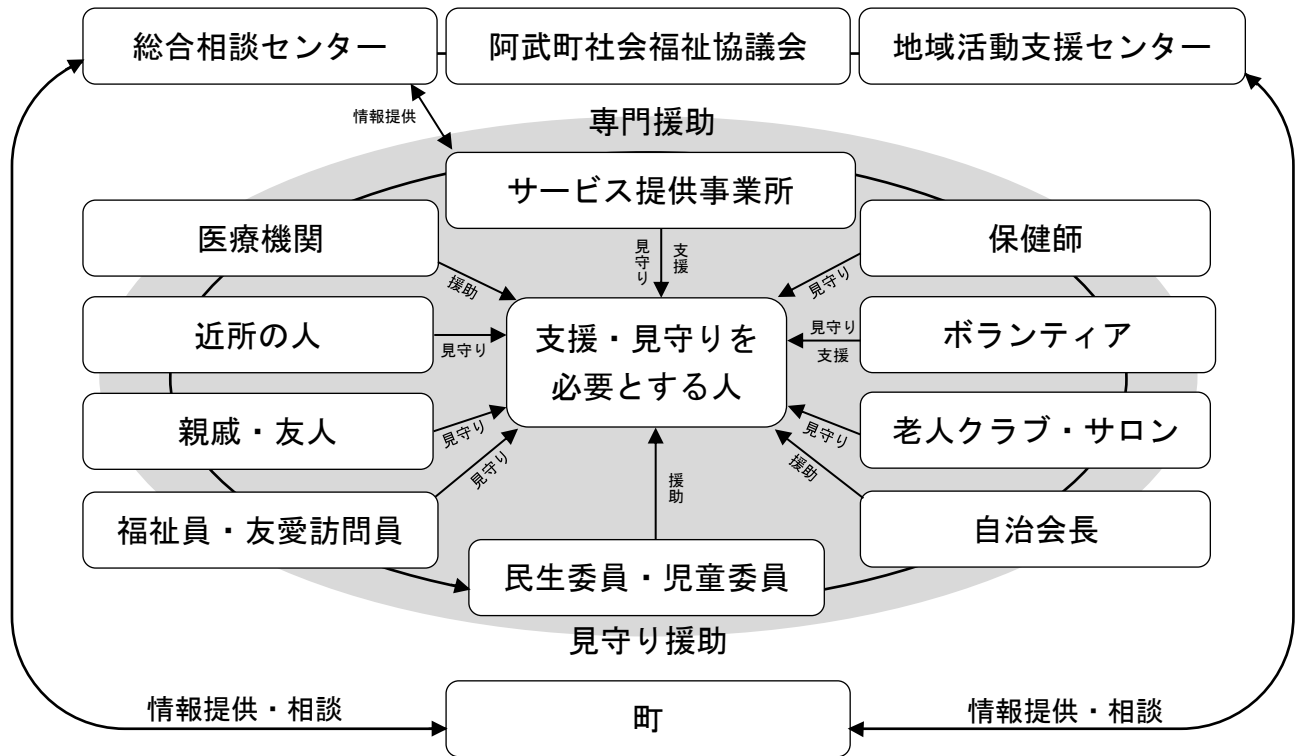 総合相談センター
阿武町社会福祉協議会
地域活動支援センター
情報提供
専門援助
サービス提供事業所
医療機関
保健師
見守り
支援
援助
見守り
近所の人
見守り
支援・見守りを
必要とする人
見守り
支援
ボランティア
親戚・友人
見守り
見守り
老人クラブ・サロン
福祉員・友愛訪問員
見守り
援助
援助
自治会長
民生委員・児童委員
見守り援助
情報提供・相談
町
情報提供・相談